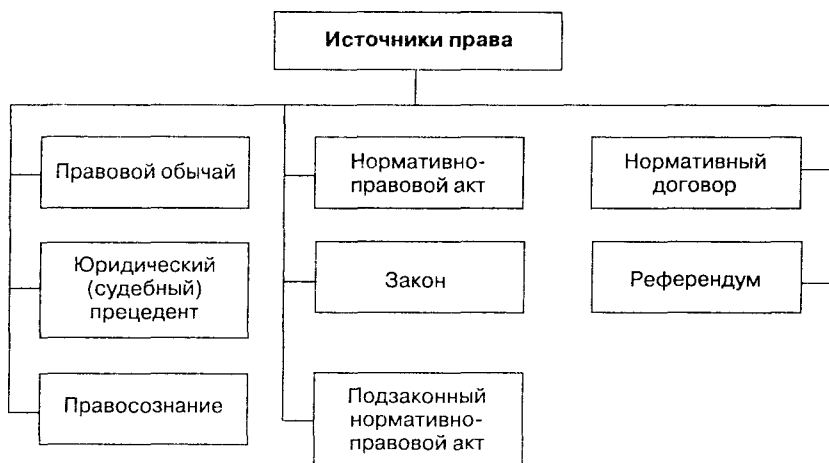 Источники права
Правовой обычай
Юридический
(судебный)
прецедент
Правосознание
Нормативно-
правовой акт
Закон
Подзаконный
нормативно-
правовой акт
Нормативный
договор
Референдум